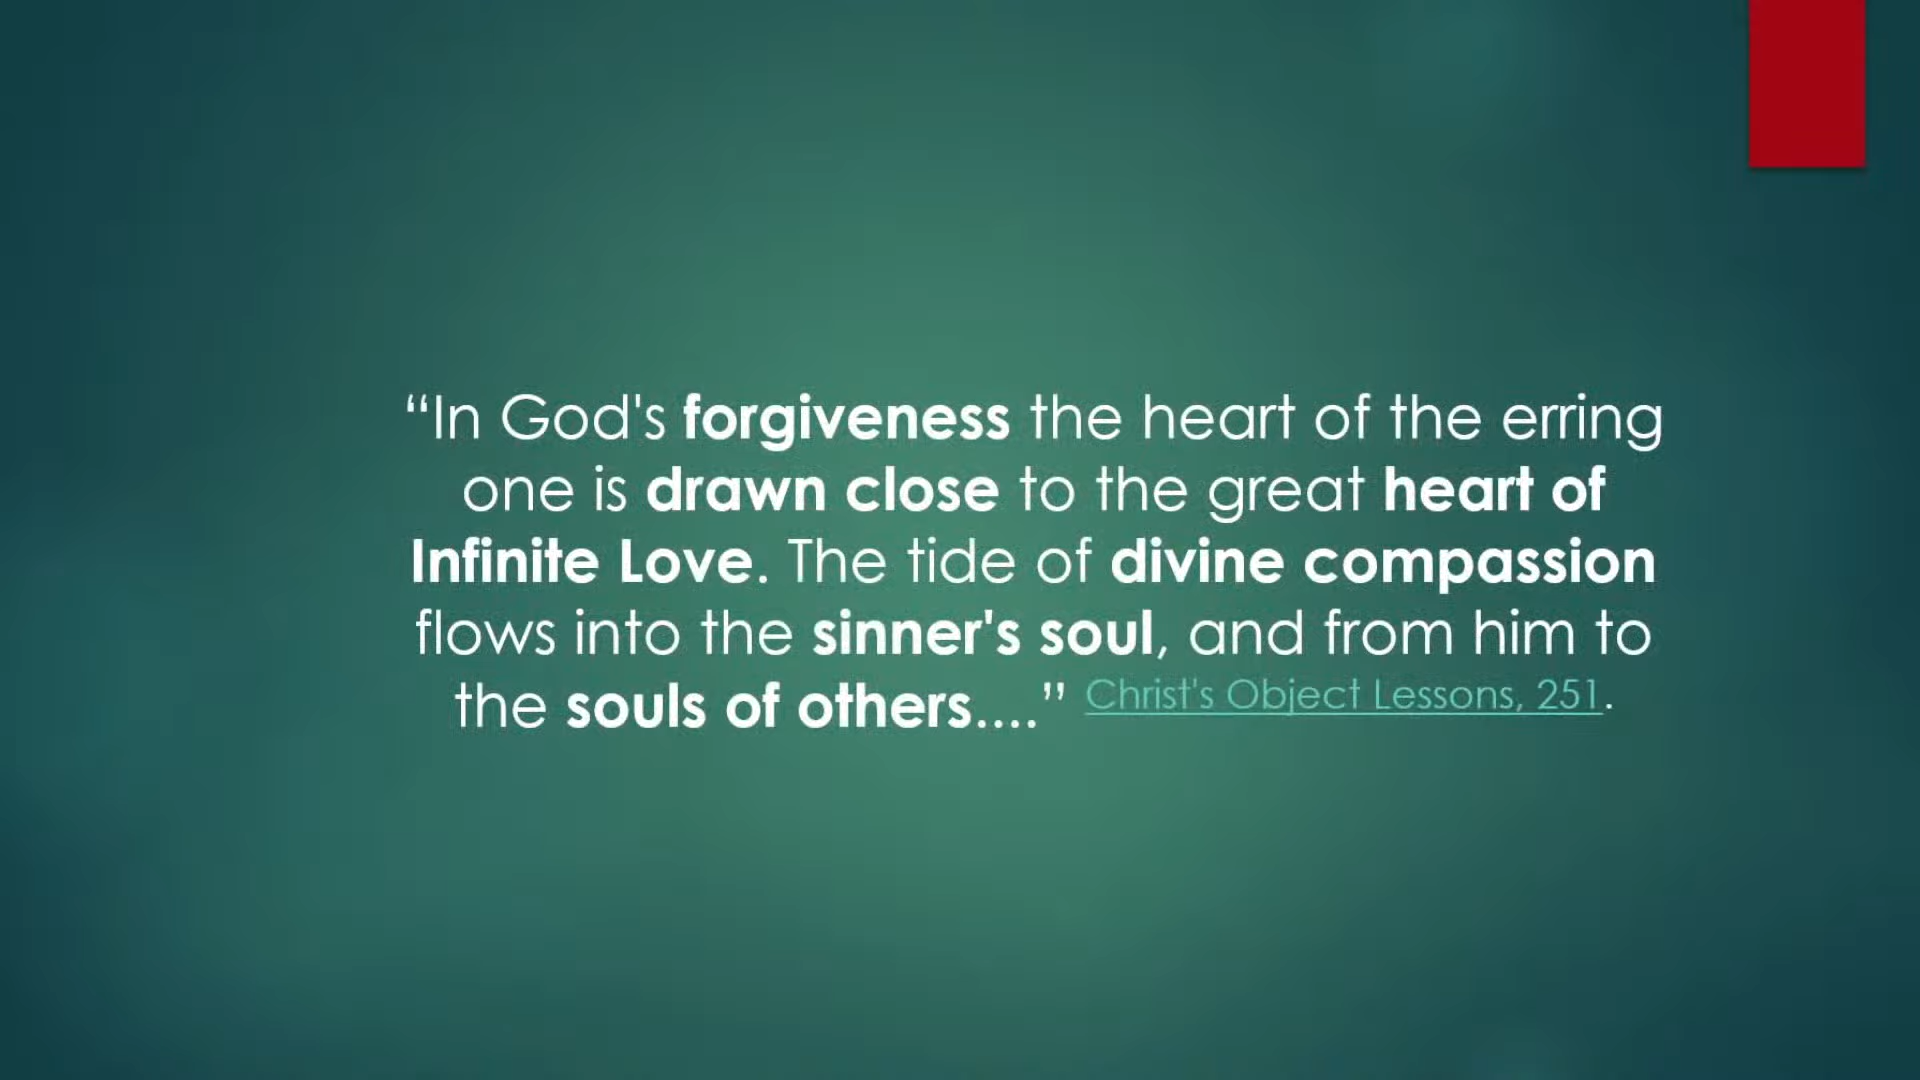 “In God's forgiveness the heart of the erring
one is drawn close to the great heart of
Infinite Love. The tide of divine compassion
flows into the sinner's soul, and from him to
the souls of others....” Christ's Object Lessons, 251.